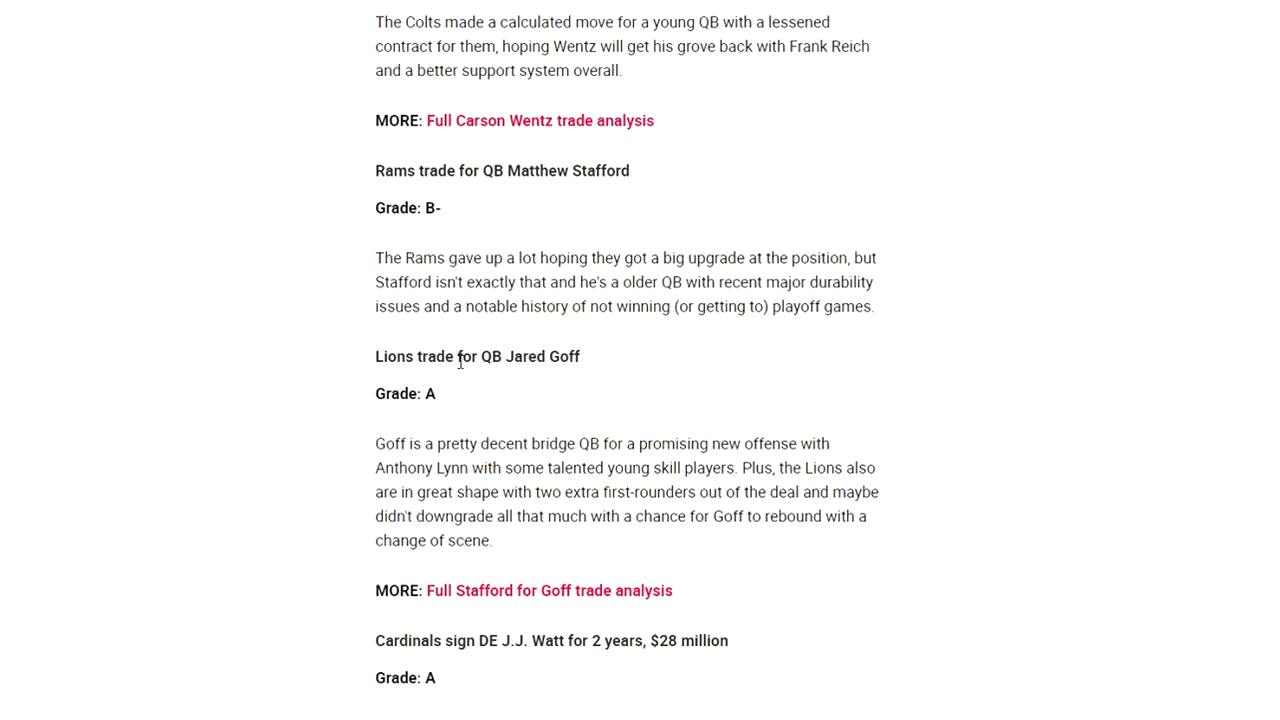 The Colts made a calculated move for a young QB with a lessened
contract for them, hoping Wentz will get his grove back with Frank Reich
and a better support system overall.
MORE: Full Carson Wentz trade analysis
Rams trade for QB Matthew Stafford
Grade: B-
The Rams gave up a lot hoping they got a big upgrade at the position, but
Stafford isn't exactly that and he's a older QB with recent major durability
issues and a notable history of not winning (or getting to) playoff games.
Lions trade for QB Jared Goff
Grade: A
Goff is a pretty decent bridge QB for a promising new offense with
Anthony Lynn with some talented young skill players. Plus, the Lions also
are in great shape with two extra first-rounders out of the deal and maybe
didn't downgrade all that much with a chance for Goff to rebound with a
change of scene.
MORE: Full Stafford for Goff trade analysis
Cardinals sign DE J.J. Watt for 2 years, $28 million
Grade: A